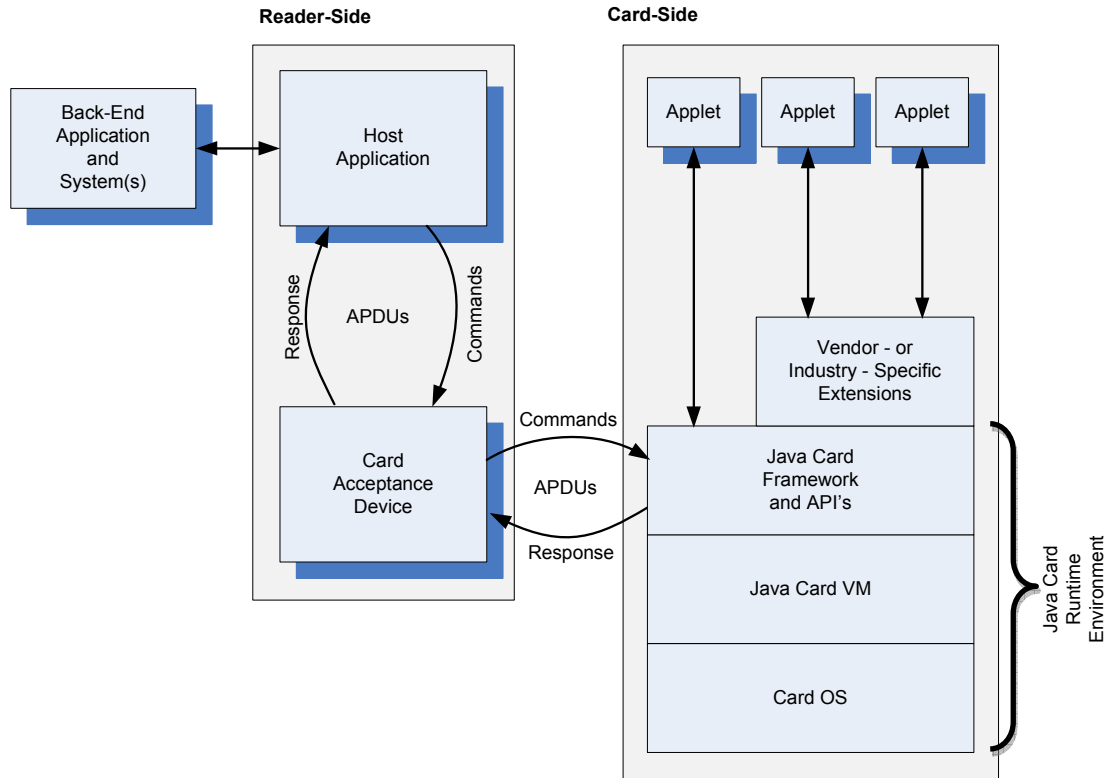 Reader-Side
Card-Side
Back-End
Application
and
System(s)
Host
Application
Applet
Applet
Applet
Response
APDUs
Commands
Vendor - or
Industry - Specific
Extensions
Card
Acceptance
Device
Commands
APDUs
Response
Java Card
Framework
and API's
Java Card VM
Card OS
Java Card
Runtime
Environment